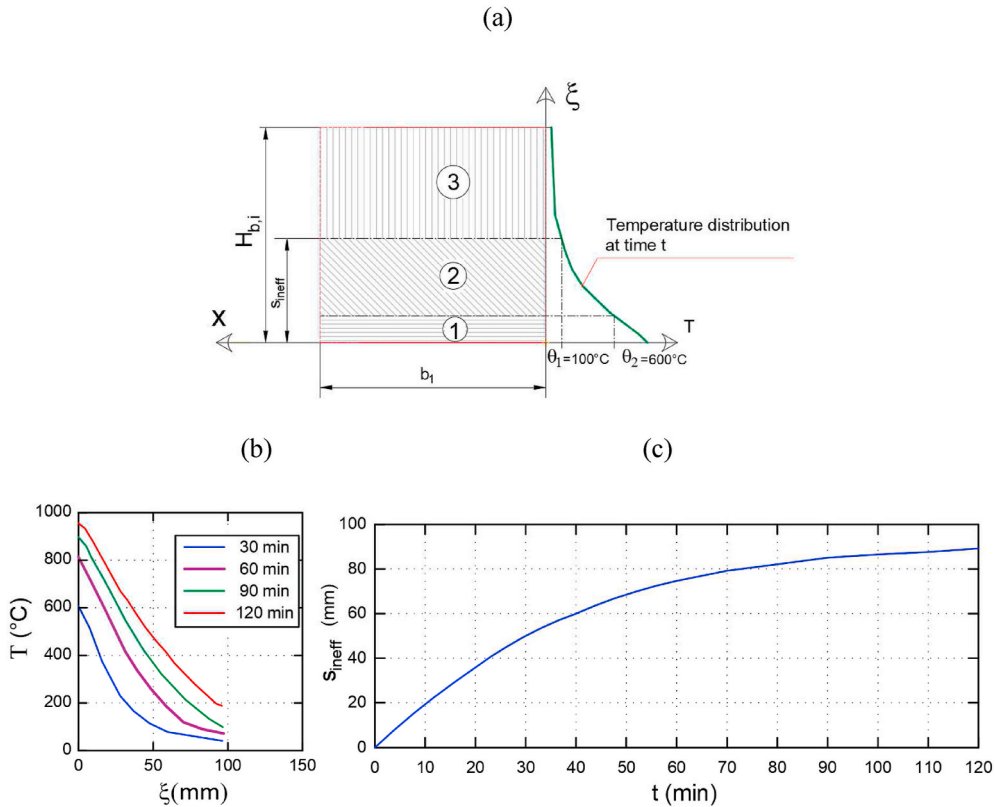 (a)
ξ
3
H_b,i
Temperature distribution
at time t
2
s_ineff
1
X
T
θ₁=100°C
θ₂=600°C
b₁
(b)
(c)
1000
800
600
400
200
0
T (°C)
30 min
60 min
90 min
120 min
0
50
100
150
ξ(mm)
100
80
60
40
20
0
s_ineff (mm)
0
10
20
30
40
50
60
70
80
90
100
110
120
t (min)